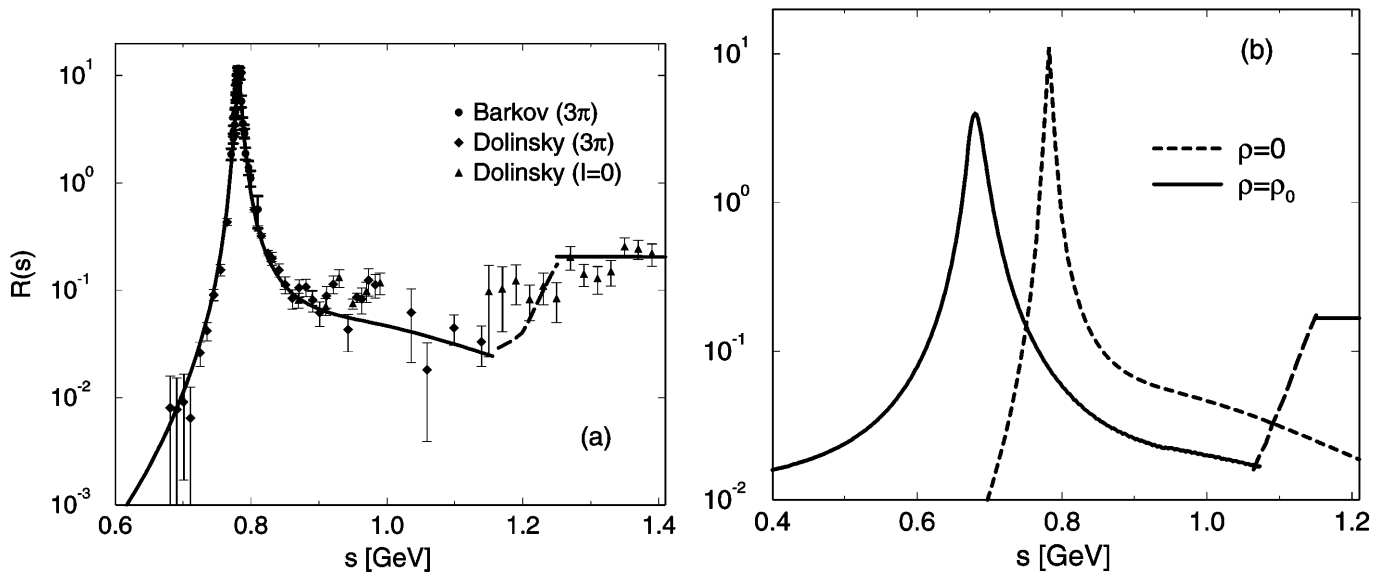 R(s)
10¹
10⁰
10⁻¹
10⁻²
10⁻³
Barkov (3π)
Dolinsky (3π)
Dolinsky (I=0)
(a)
0.6 0.8 1.0 1.2 1.4
s [GeV]
10¹
10⁰
10⁻¹
10⁻²
(b)
ρ=0
ρ=ρ₀
0.4 0.6 0.8 1.0 1.2
s [GeV]